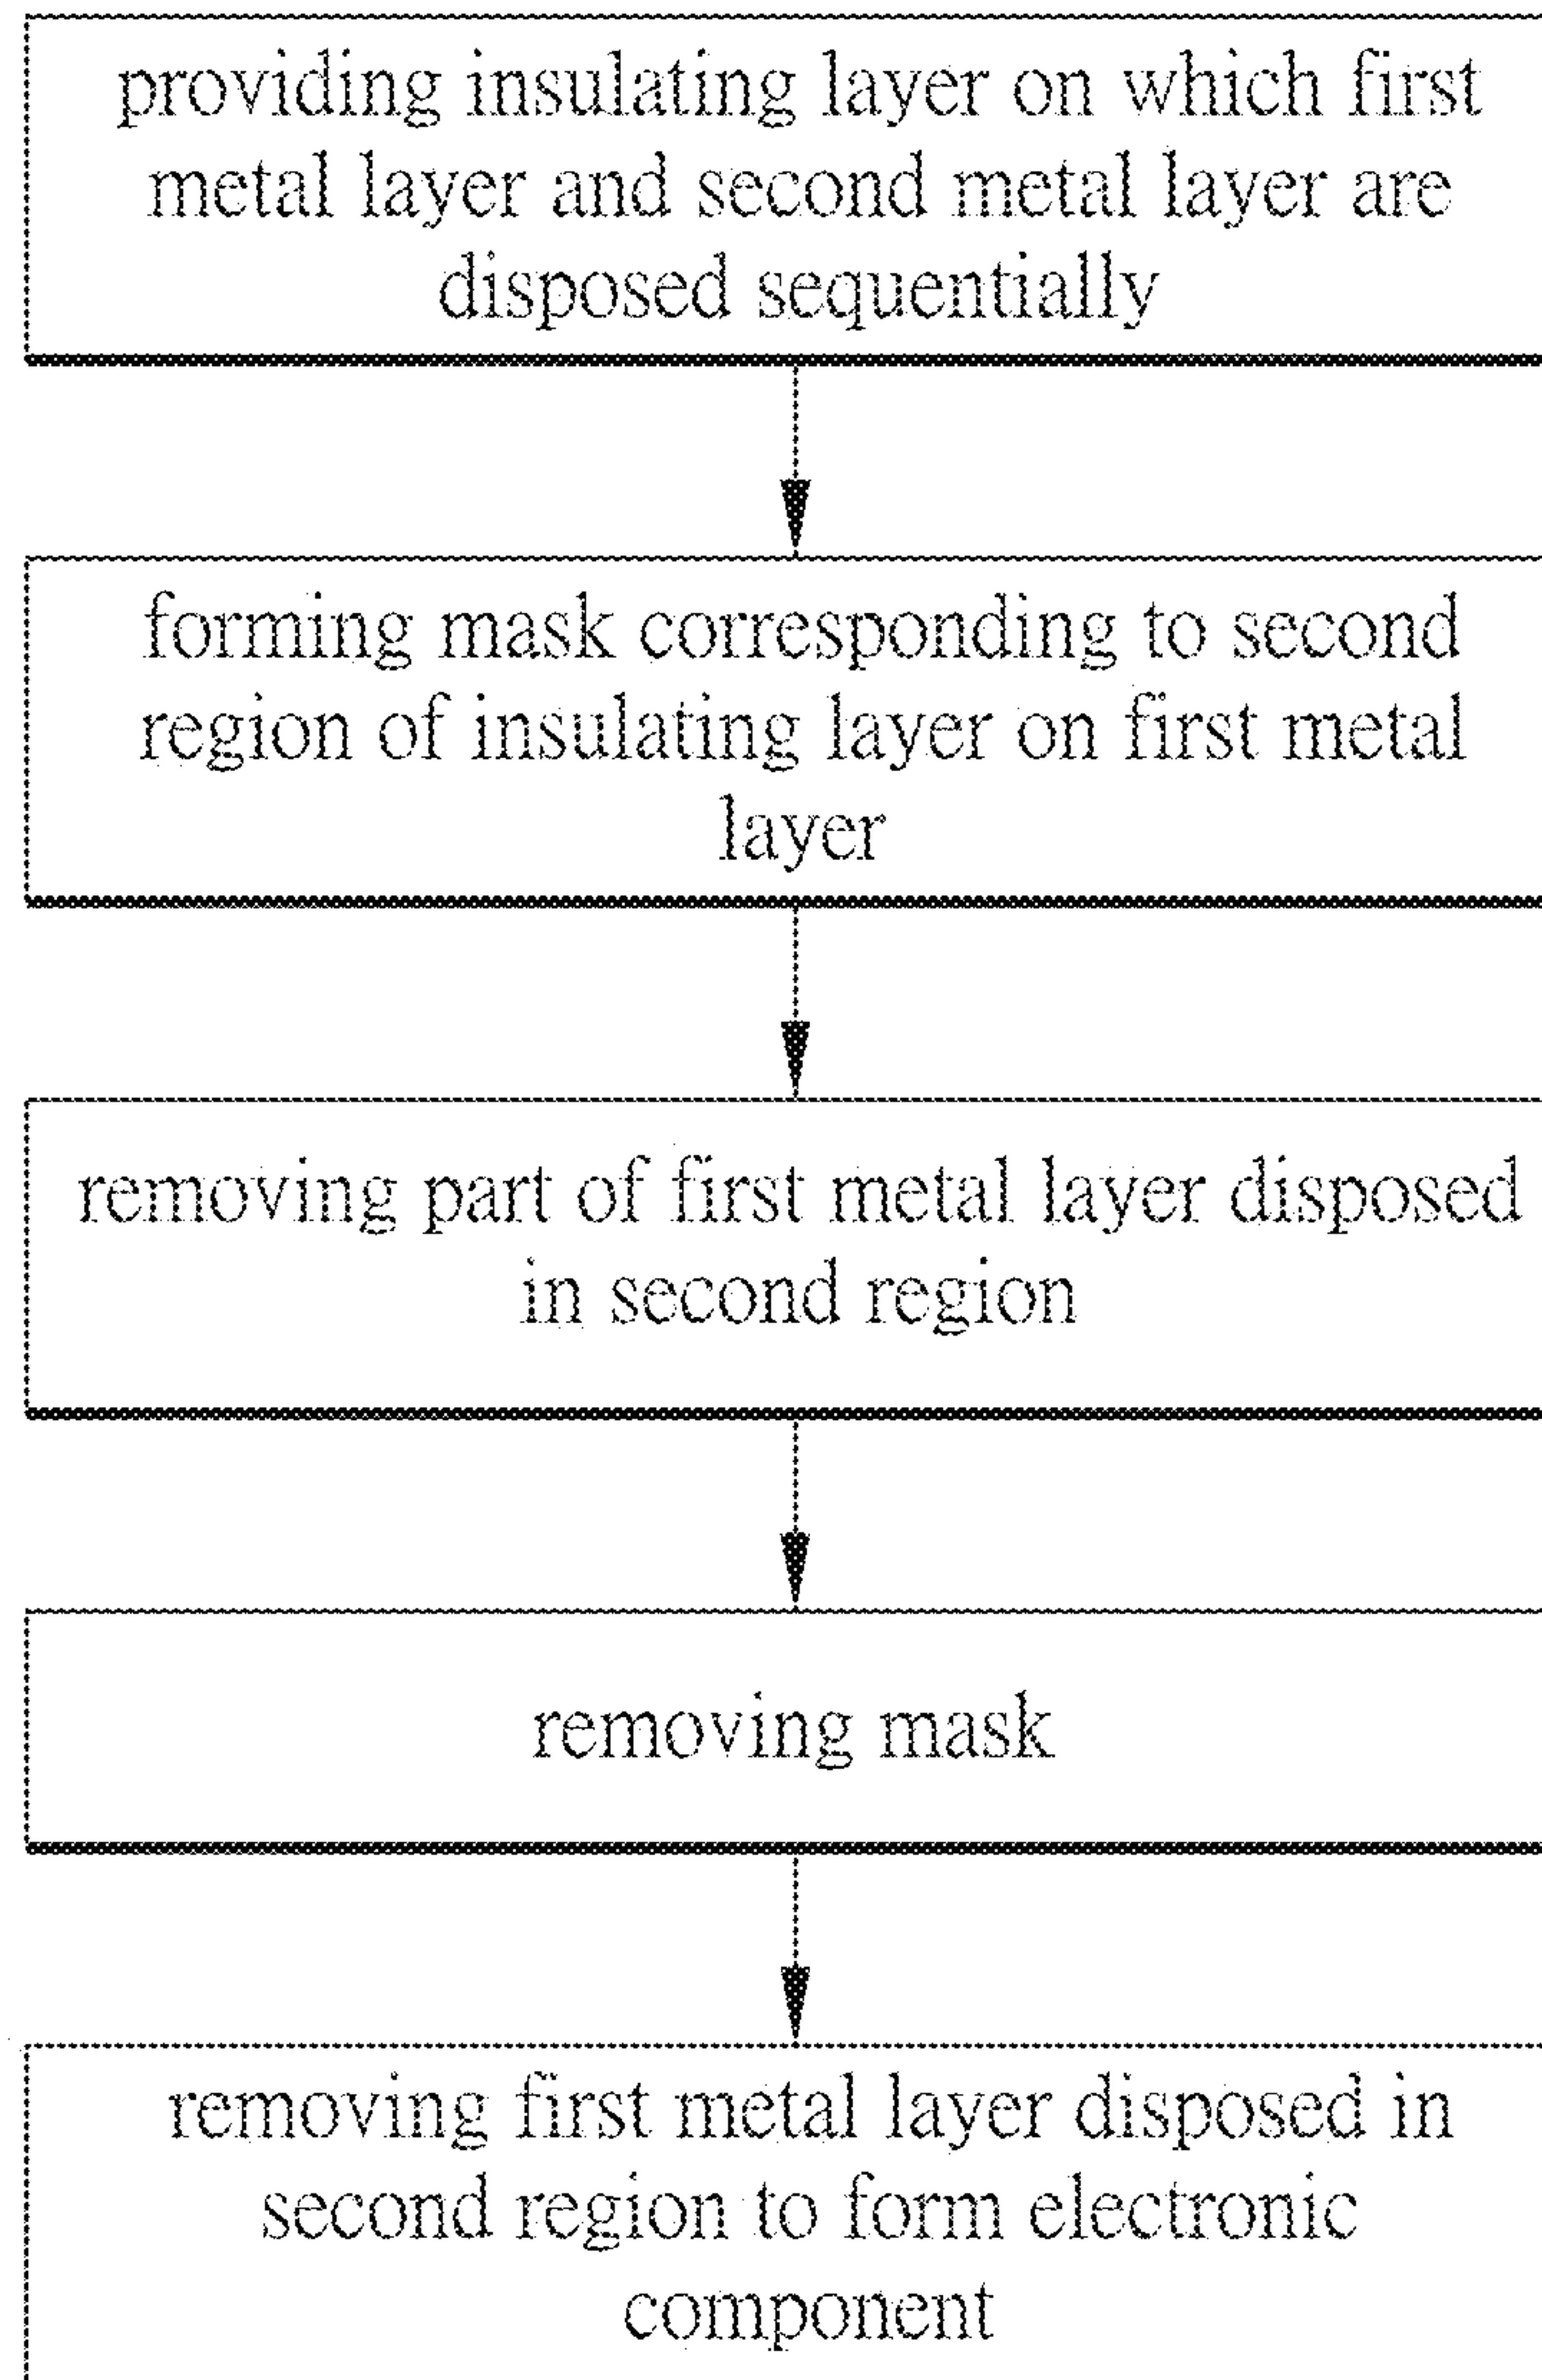 providing insulating layer on which first
metal layer and second metal layer are
disposed sequentially
forming mask corresponding to second
region of insulating layer on first metal
layer
removing part of first metal layer disposed
in second region
removing mask
removing first metal layer disposed in
second region to form electronic
component